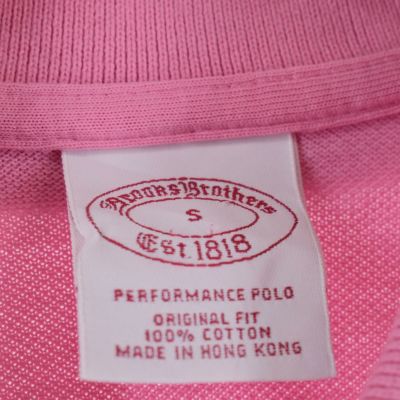 Brooks Brothers
S
Est. 1818
PERFORMANCE POLO
ORIGINAL FIT
100% COTTON
MADE IN HONG KONG